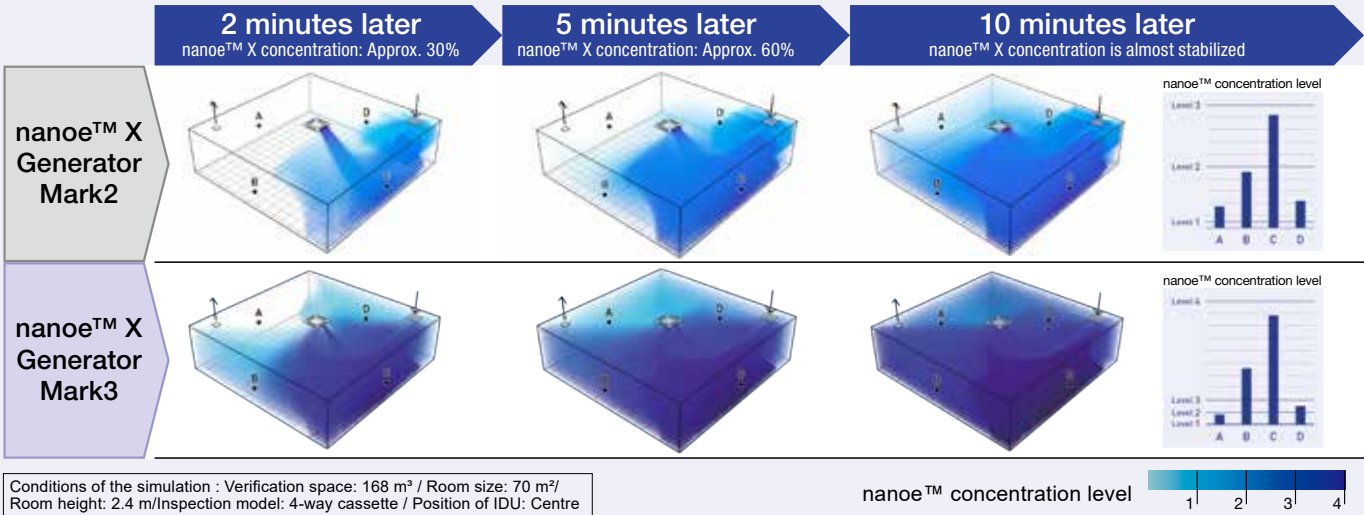 2 minutes later
nanoe™ X concentration: Approx. 30%
5 minutes later
nanoe™ X concentration: Approx. 60%
10 minutes later
nanoe™ X concentration is almost stabilized
nanoe™ X
Generator
Mark2
A
D
B
A
D
B
A
D
B
nanoe™ concentration level
Level 3
Level 2
Level 1
A B C D
nanoe™ X
Generator
Mark3
A
D
B
A
D
B
A
D
B
nanoe™ concentration level
Level 4
Level 3
Level 2
Level 1
A B C D
Conditions of the simulation : Verification space: 168 m³ / Room size: 70 m²/
Room height: 2.4 m/Inspection model: 4-way cassette / Position of IDU: Centre
nanoe™ concentration level
1 2 3 4